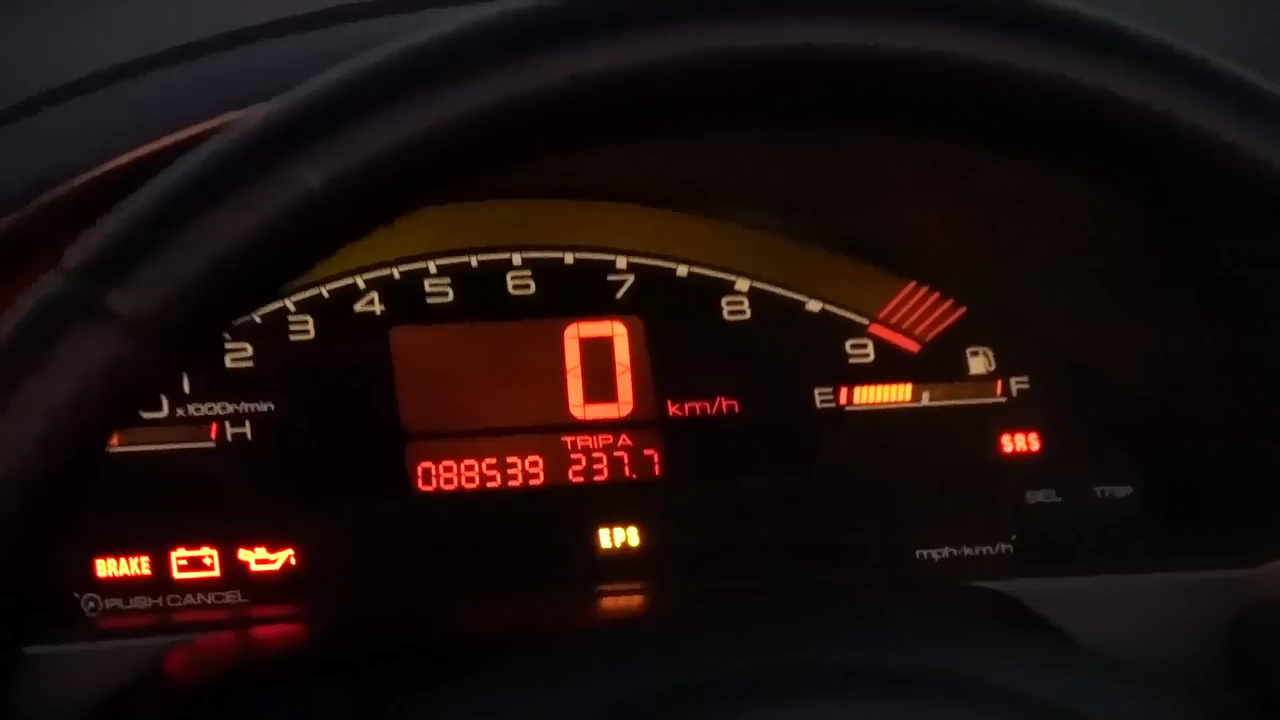 1 2 3 4 5 6 7 8 9
x1000r/min
H
0 km/h
E F
TRIP A
088539 237.7
SRS
SEL TRIP
EPS
mph·km/h
BRAKE
PUSH CANCEL